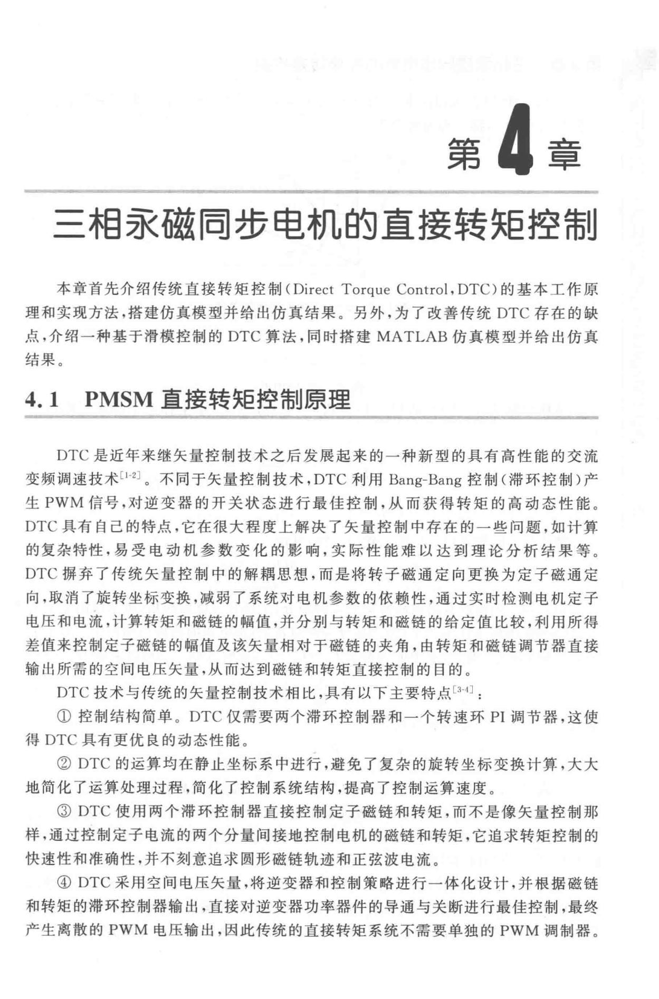 第4章
三相永磁同步电机的直接转矩控制
本章首先介绍传统直接转矩控制(Direct Torque Control,DTC)的基本工作原
理和实现方法,搭建仿真模型并给出仿真结果。另外,为了改善传统 DTC 存在的缺
点,介绍一种基于滑模控制的 DTC 算法,同时搭建 MATLAB 仿真模型并给出仿真
结果。
4.1 PMSM 直接转矩控制原理
DTC 是近年来继矢量控制技术之后发展起来的一种新型的具有高性能的交流
变频调速技术[1-2]。不同于矢量控制技术,DTC 利用 Bang-Bang 控制(滞环控制)产
生 PWM 信号,对逆变器的开关状态进行最佳控制,从而获得转矩的高动态性能。
DTC 具有自己的特点,它在很大程度上解决了矢量控制中存在的一些问题,如计算
的复杂特性,易受电动机参数变化的影响,实际性能难以达到理论分析结果等。
DTC 摒弃了传统矢量控制中的解耦思想,而是将转子磁通定向更换为定子磁通定
向,取消了旋转坐标变换,减弱了系统对电机参数的依赖性,通过实时检测电机定子
电压和电流,计算转矩和磁链的幅值,并分别与转矩和磁链的给定值比较,利用所得
差值来控制定子磁链的幅值及该矢量相对于磁链的夹角,由转矩和磁链调节器直接
输出所需的空间电压矢量,从而达到磁链和转矩直接控制的目的。
DTC 技术与传统的矢量控制技术相比,具有以下主要特点[3-4]:
① 控制结构简单。DTC 仅需要两个滞环控制器和一个转速环 PI 调节器,这使
得 DTC 具有更优良的动态性能。
② DTC 的运算均在静止坐标系中进行,避免了复杂的旋转坐标变换计算,大大
地简化了运算处理过程,简化了控制系统结构,提高了控制运算速度。
③ DTC 使用两个滞环控制器直接控制定子磁链和转矩,而不是像矢量控制那
样,通过控制定子电流的两个分量间接地控制电机的磁链和转矩,它追求转矩控制的
快速性和准确性,并不刻意追求圆形磁链轨迹和正弦波电流。
④ DTC 采用空间电压矢量,将逆变器和控制策略进行一体化设计,并根据磁链
和转矩的滞环控制器输出,直接对逆变器功率器件的导通与关断进行最佳控制,最终
产生离散的 PWM 电压输出,因此传统的直接转矩系统不需要单独的 PWM 调制器。